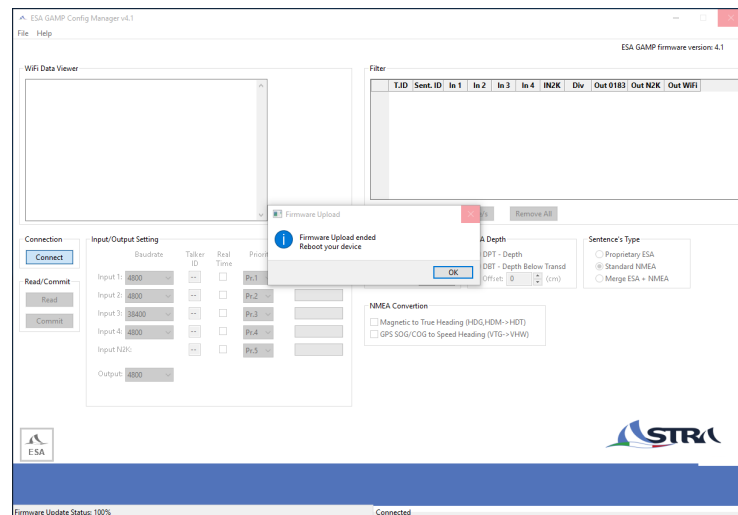 ESA GAMP Config Manager v4.1
File Help
ESA GAMP firmware version: 4.1
WiFi Data Viewer
Filter
T.ID Sent. ID In 1 In 2 In 3 In 4 IN2K Div Out 0183 Out N2K Out WiFi
Remove All
Firmware Upload
Firmware Upload ended
Reboot your device
OK
Connection
Connect
Read/Commit
Read
Commit
Input/Output Setting
Baudrate Talker ID Real Time
Input 1: 4800 -- Pr.1
Input 2: 4800 -- Pr.2
Input 3: 38400 -- Pr.3
Input 4: 4800 -- Pr.4
Input N2K: -- Pr.5
Output: 4800
Depth
DPT - Depth
DBT - Depth Below Transd
Offset: 0 (cm)
Sentence's Type
Proprietary ESA
Standard NMEA
Merge ESA + NMEA
NMEA Convertion
Magnetic to True Heading (HDG,HDM->HDT)
GPS SOG/COG to Speed Heading (VTG->VHW)
ESA
Firmware Update Status: 100%
Connected